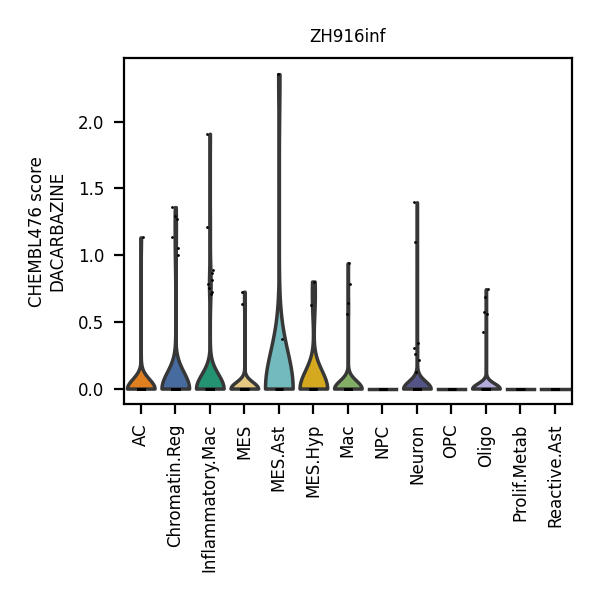 ZH916inf
CHEMBL476 score
DACARBAZINE
2.0
1.5
1.0
0.5
0.0
AC
Chromatin.Reg
Inflammatory.Mac
MES
MES.Ast
MES.Hyp
Mac
NPC
Neuron
OPC
Oligo
Prolif.Metab
Reactive.Ast